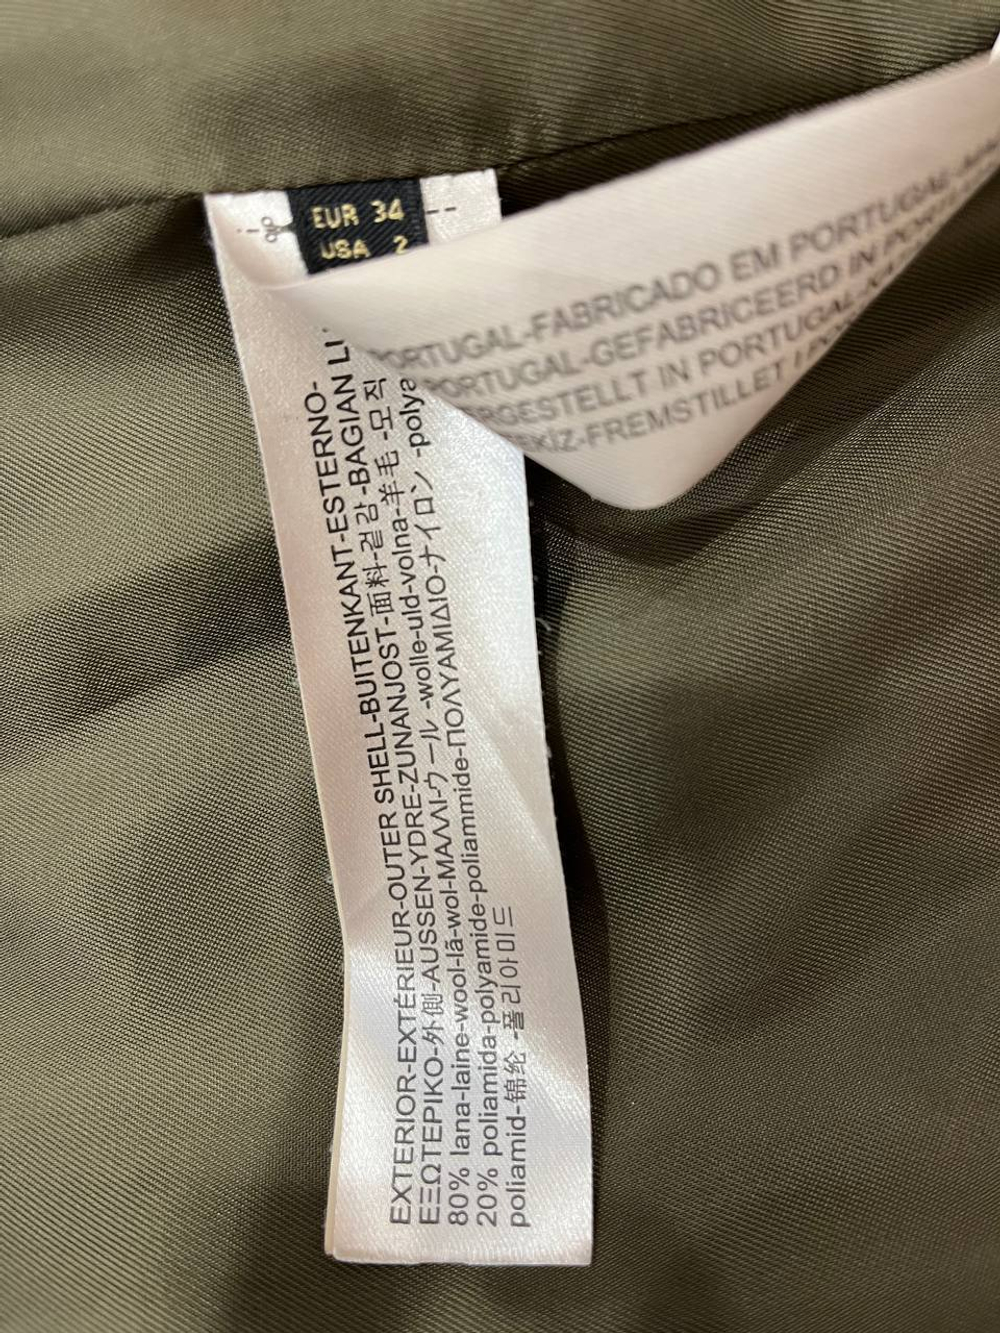 EUR 34
USA 2
PORTUGAL-FABRICADO EM PORTUGAL
PORTUGAL-GEFABRICEERD IN
GESTELLT IN PORTUGAL
EKİZ-FREMSTILLET I
EXTERIOR-EXTÉRIEUR-OUTER SHELL-BUITENKANT-ESTERNO-
ΕΞΩΤΕΡΙΚΟ-外側-AUSSEN-YDRE-ZUNANJOST-面料-겉감-BAGIAN
80% lana-laine-wool-lã-wol-ΜΑΛΛΙ-ウール-wolle-uld-volna-羊毛-모직
20% poliamida-polyamide-poliammide-ΠΟΛΥΑΜΙΔΙΟ-ナイロン-polya
poliamid-锦纶-폴리아미드